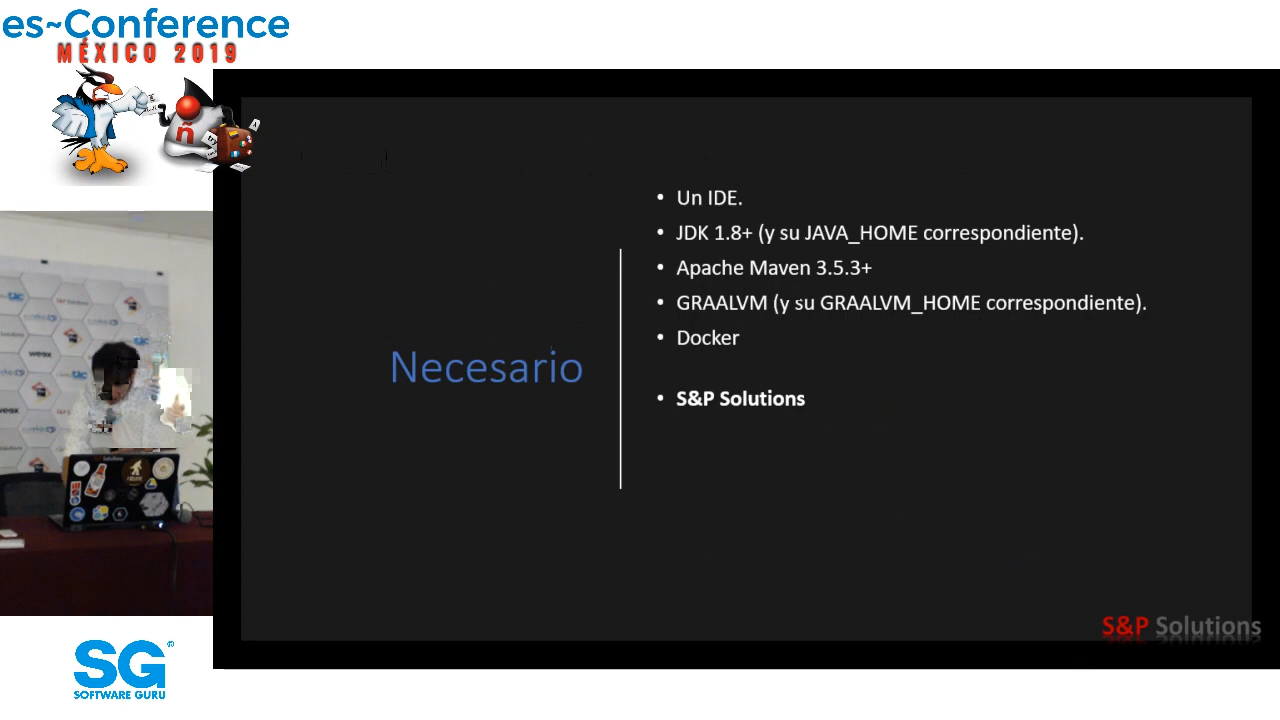 es~Conference
MÉXICO 2019
ñ
• Un IDE.
• JDK 1.8+ (y su JAVA_HOME correspondiente).
• Apache Maven 3.5.3+
• GRAALVM (y su GRAALVM_HOME correspondiente).
• Docker
Necesario
• S&P Solutions
S&P Solutions
SG®
SOFTWARE GURU